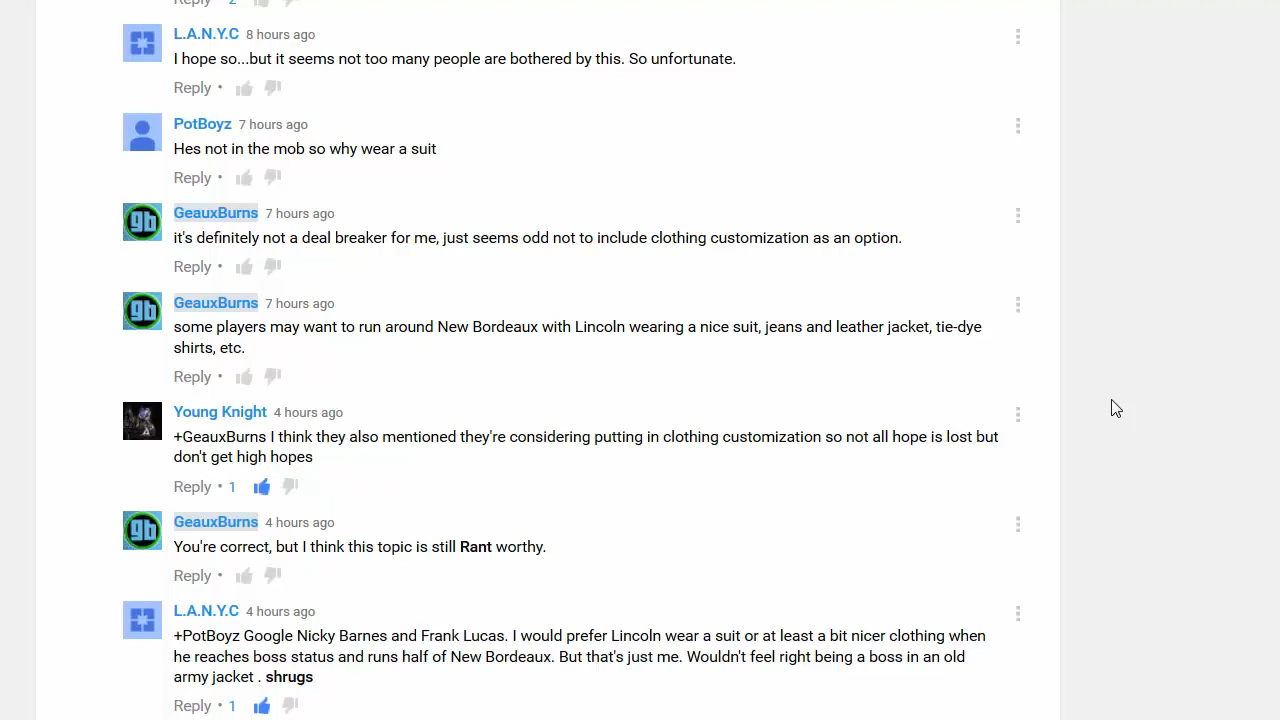 Reply • 2
L.A.N.Y.C 8 hours ago
I hope so...but it seems not too many people are bothered by this. So unfortunate.
Reply •
PotBoyz 7 hours ago
Hes not in the mob so why wear a suit
Reply •
gb
GeauxBurns 7 hours ago
it's definitely not a deal breaker for me, just seems odd not to include clothing customization as an option.
Reply •
gb
GeauxBurns 7 hours ago
some players may want to run around New Bordeaux with Lincoln wearing a nice suit, jeans and leather jacket, tie-dye
shirts, etc.
Reply •
Young Knight 4 hours ago
+GeauxBurns I think they also mentioned they're considering putting in clothing customization so not all hope is lost but
don't get high hopes
Reply • 1
gb
GeauxBurns 4 hours ago
You're correct, but I think this topic is still Rant worthy.
Reply •
L.A.N.Y.C 4 hours ago
+PotBoyz Google Nicky Barnes and Frank Lucas. I would prefer Lincoln wear a suit or at least a bit nicer clothing when
he reaches boss status and runs half of New Bordeaux. But that's just me. Wouldn't feel right being a boss in an old
army jacket . shrugs
Reply • 1